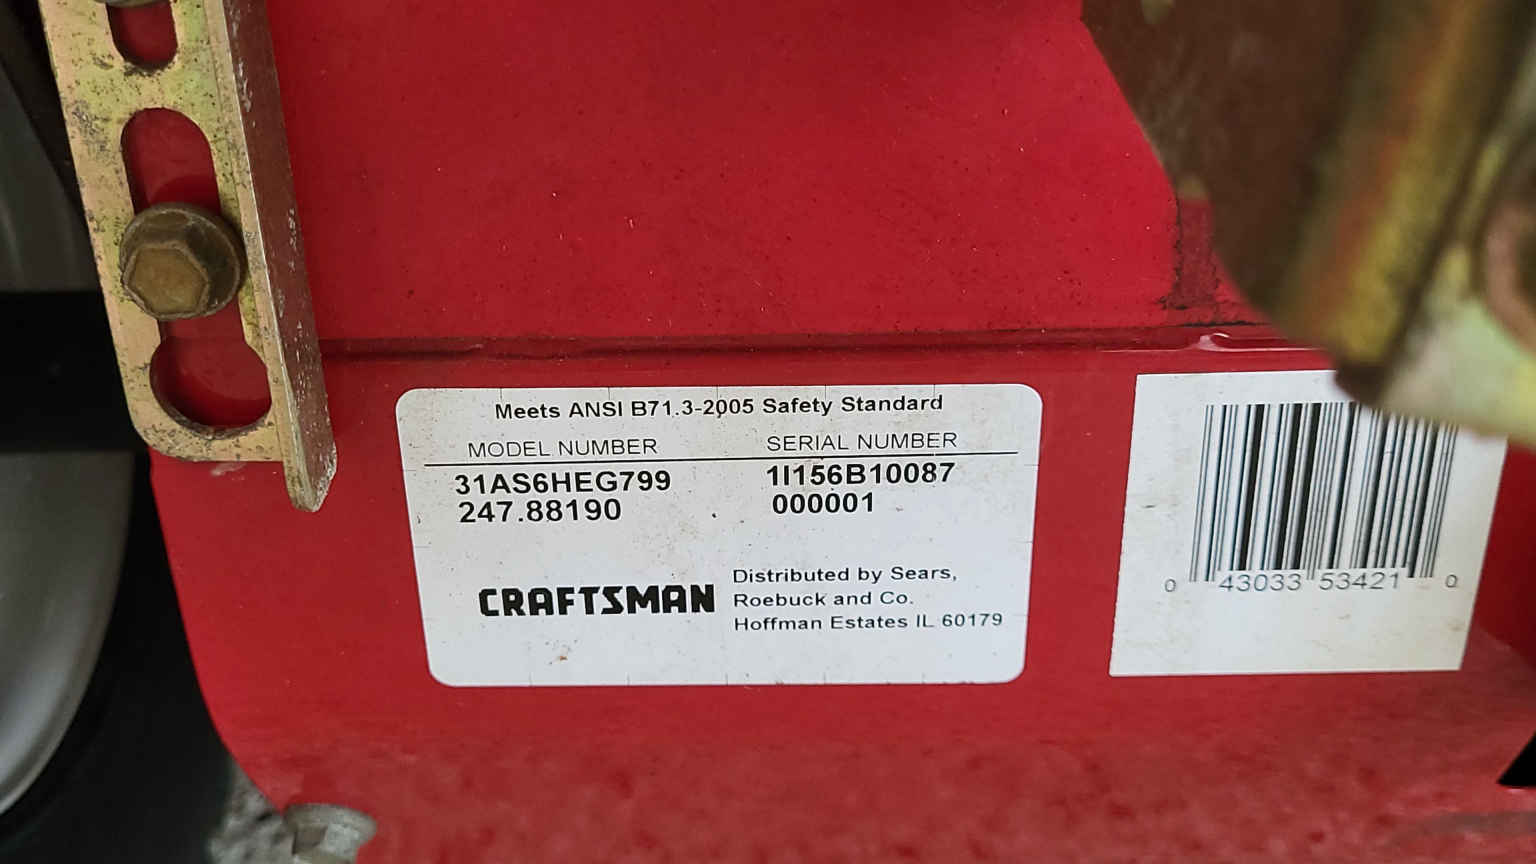 Meets ANSI B71.3-2005 Safety Standard
MODEL NUMBER SERIAL NUMBER
31AS6HEG799 1I156B10087
247.88190 000001
CRAFTSMAN
Distributed by Sears,
Roebuck and Co.
Hoffman Estates IL 60179
0 43033 53421 0